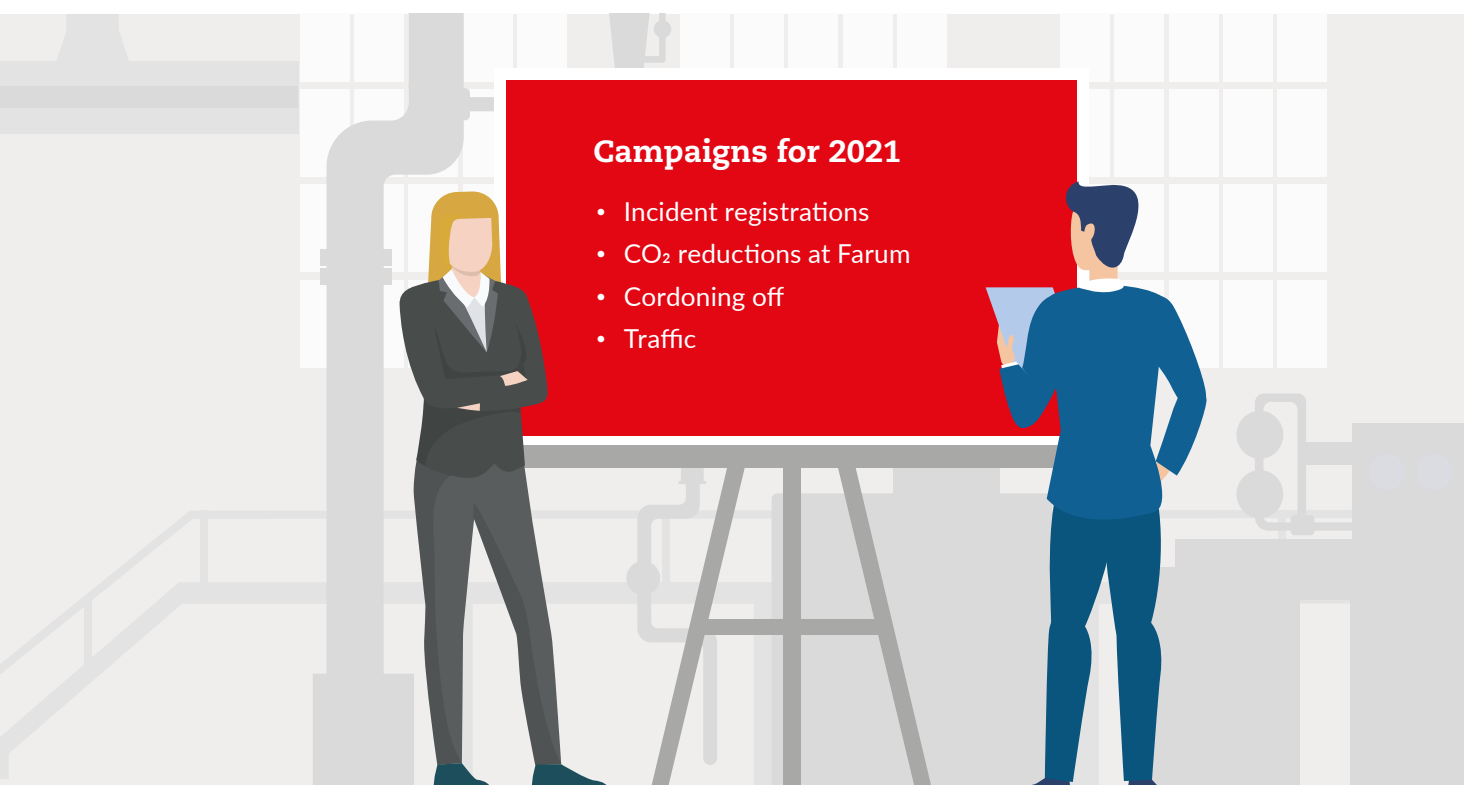 Campaigns for 2021
• Incident registrations
• CO₂ reductions at Farum
• Cordoning off
• Traffic